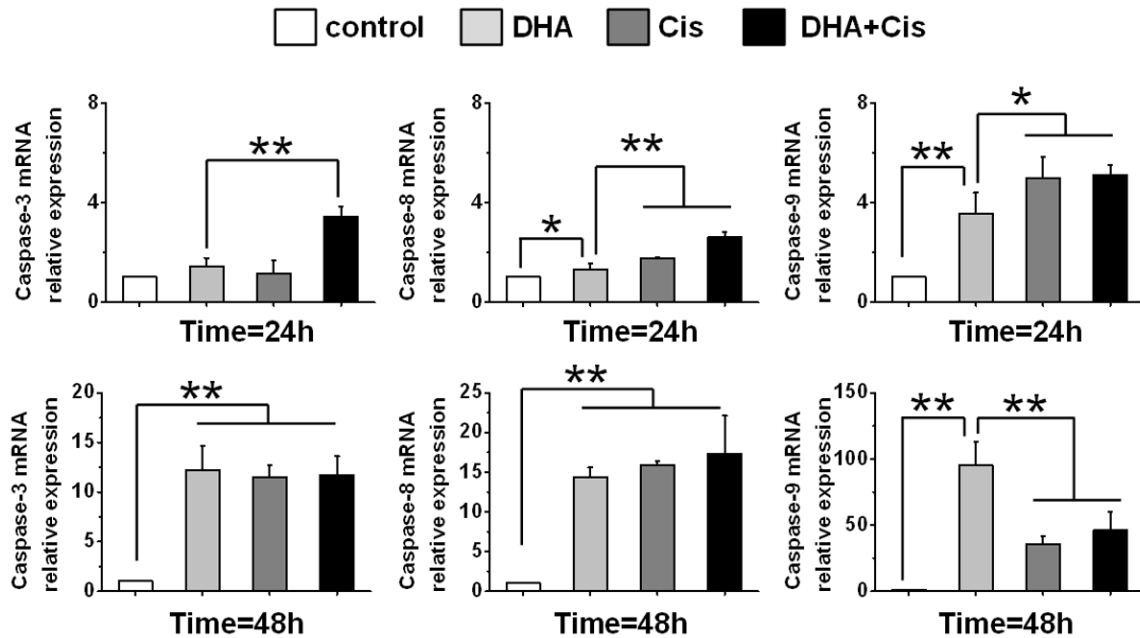 control DHA Cis DHA+Cis
Caspase-3 mRNA
relative expression
8
4
0
**
Time=24h
Caspase-8 mRNA
relative expression
8
4
0
*
**
Time=24h
Caspase-9 mRNA
relative expression
8
4
0
**
*
Time=24h
Caspase-3 mRNA
relative expression
20
15
10
5
0
**
Time=48h
Caspase-8 mRNA
relative expression
25
20
15
10
5
0
**
Time=48h
Caspase-9 mRNA
relative expression
150
100
50
0
**
**
Time=48h